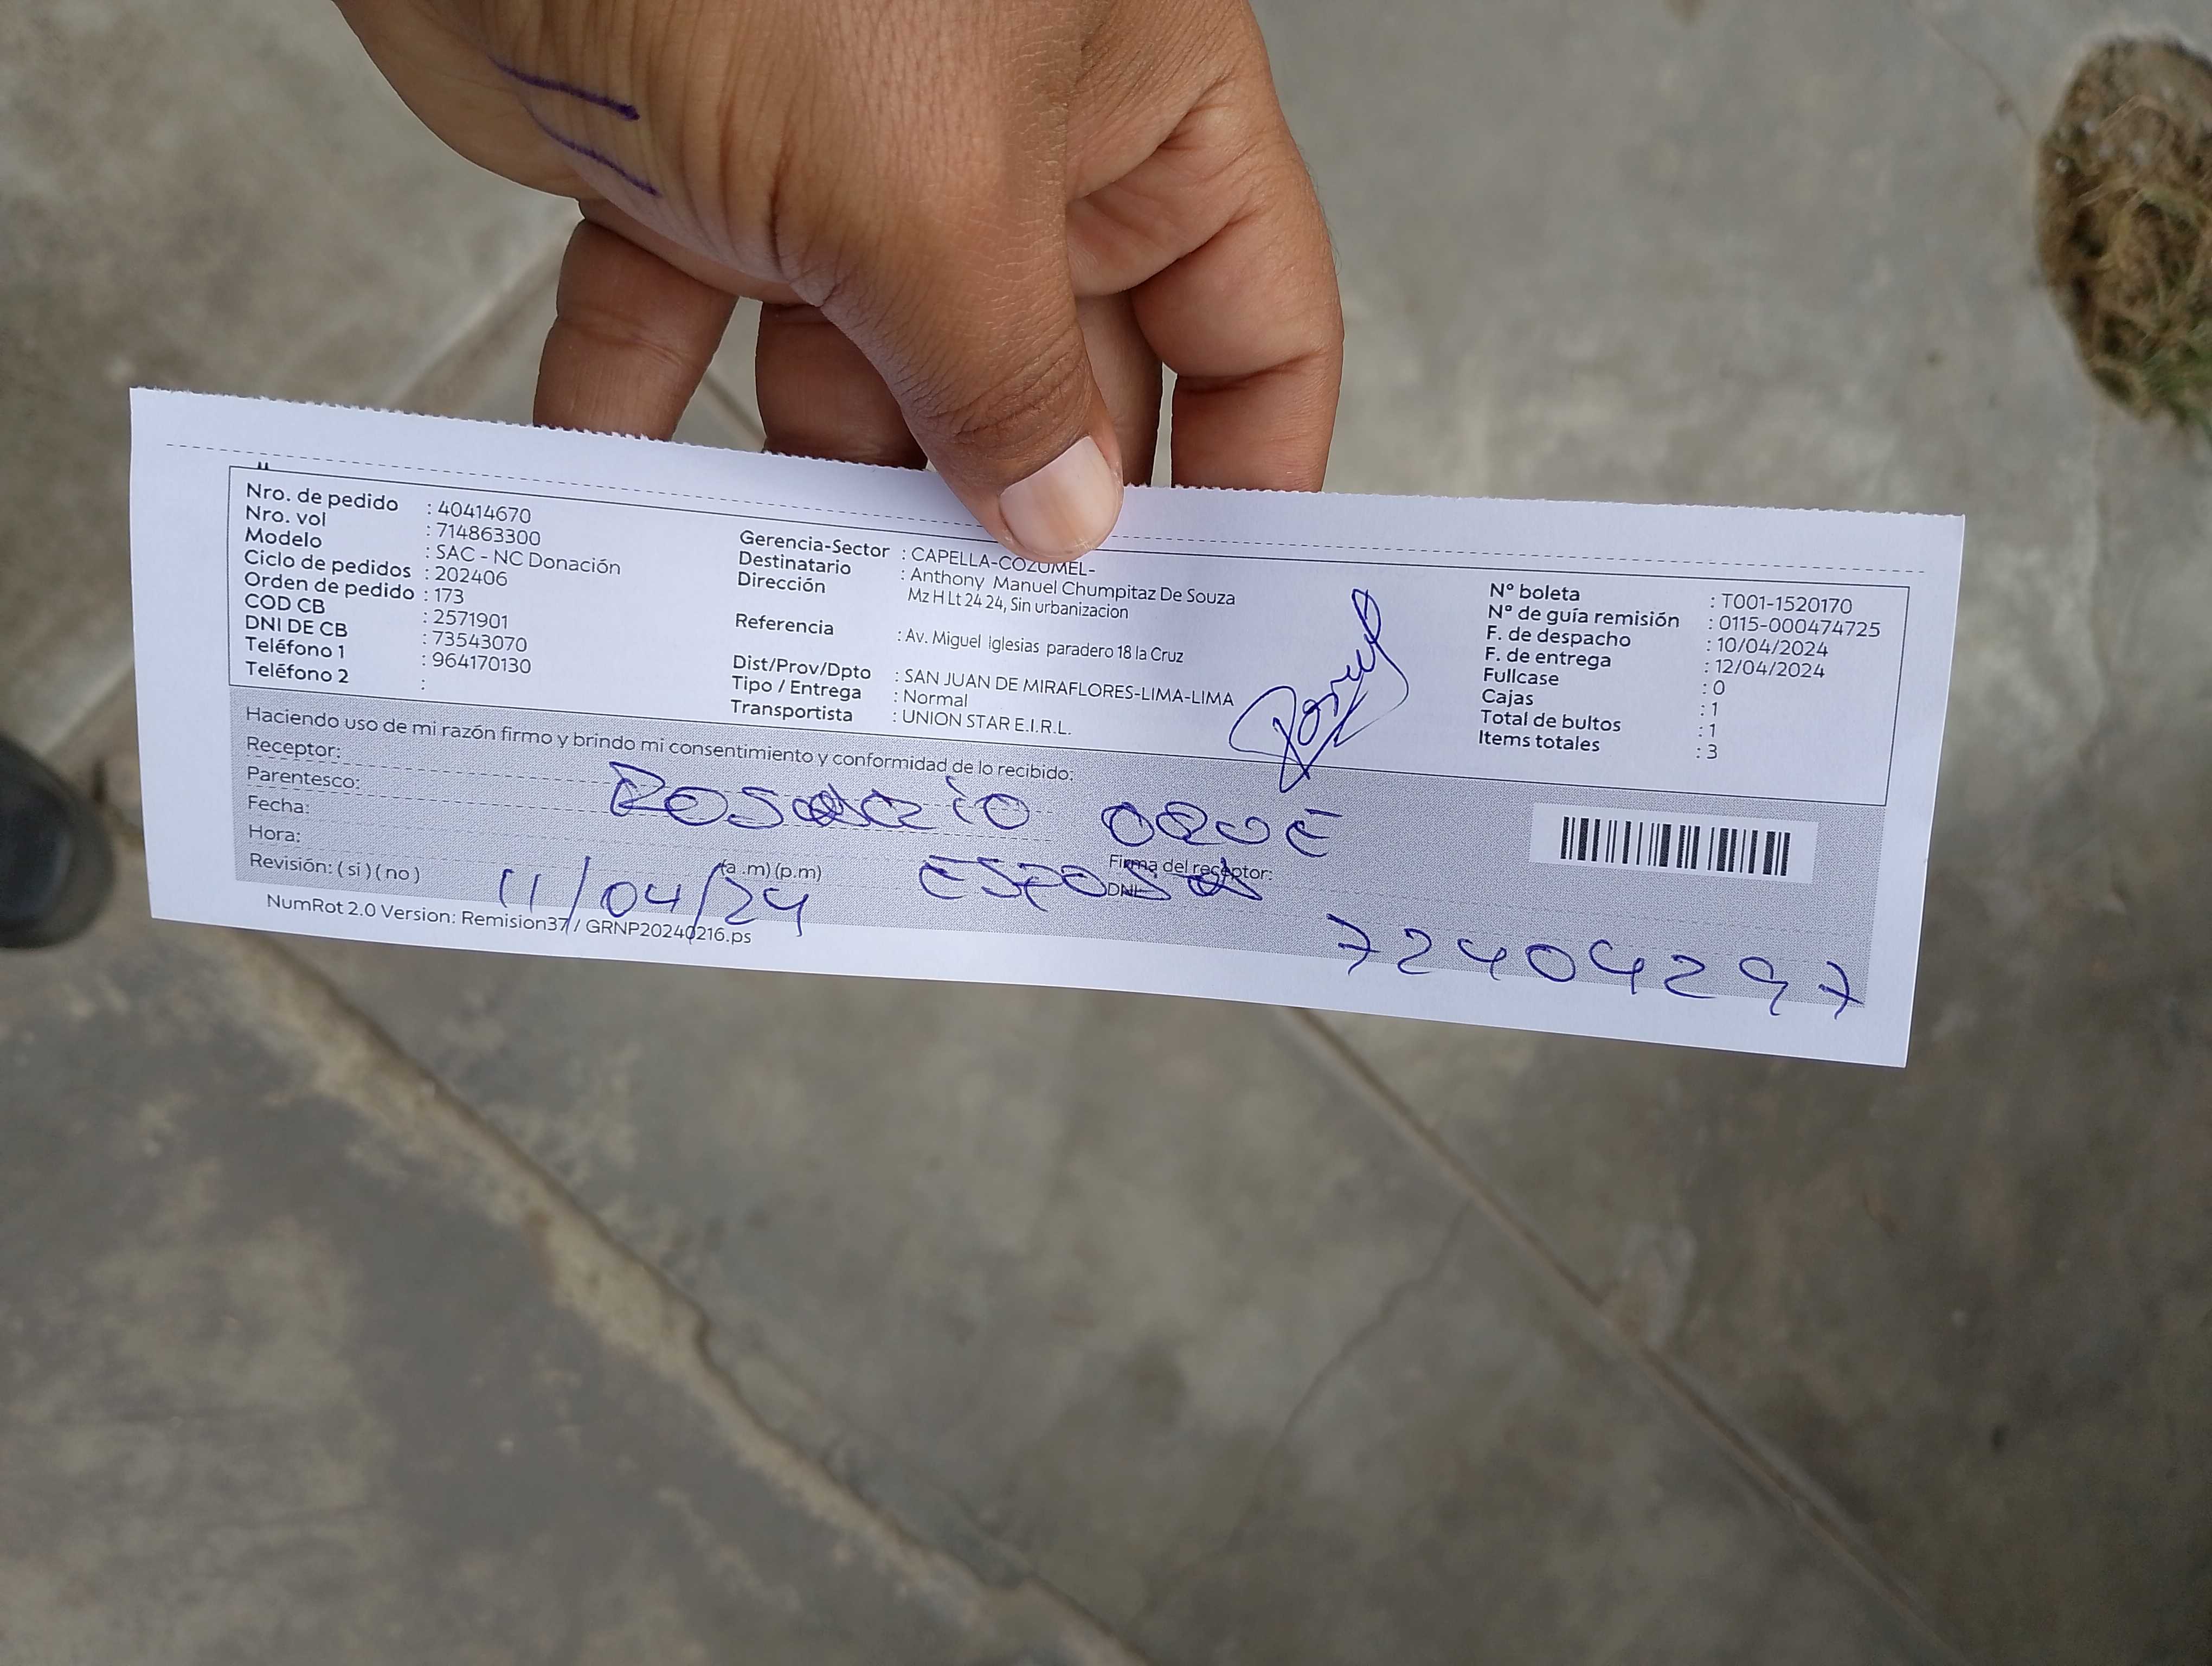 Nro. de pedido : 40414670
Nro. vol : 714863300
Modelo : SAC - NC Donación
Ciclo de pedidos : 202406
Orden de pedido : 173
COD CB : 2571901
DNI DE CB : 73543070
Teléfono 1 : 964170130
Teléfono 2 :
Gerencia-Sector : CAPELLA-COZUMEL-
Destinatario : Anthony Manuel Chumpitaz De Souza
Dirección Mz H Lt 24 24, Sin urbanizacion
Referencia : Av. Miguel Iglesias paradero 18 la Cruz
Dist/Prov/Dpto : SAN JUAN DE MIRAFLORES-LIMA-LIMA
Tipo / Entrega : Normal
Transportista : UNION STAR E.I.R.L.
N° boleta : T001-1520170
N° de guía remisión : 0115-000474725
F. de despacho : 10/04/2024
F. de entrega : 12/04/2024
Fullcase : 0
Cajas : 1
Total de bultos : 1
Items totales : 3
Haciendo uso de mi razón firmo y brindo mi consentimiento y conformidad de lo recibido:
Receptor: Rosario
Parentesco: Esposa
Fecha: 11/04/24
Hora: (a .m) (p.m)
Firma del receptor:
DNI 72404297
Revisión: ( si ) ( no )
NumRot 2.0 Version: Remision37 / GRNP20240216.ps